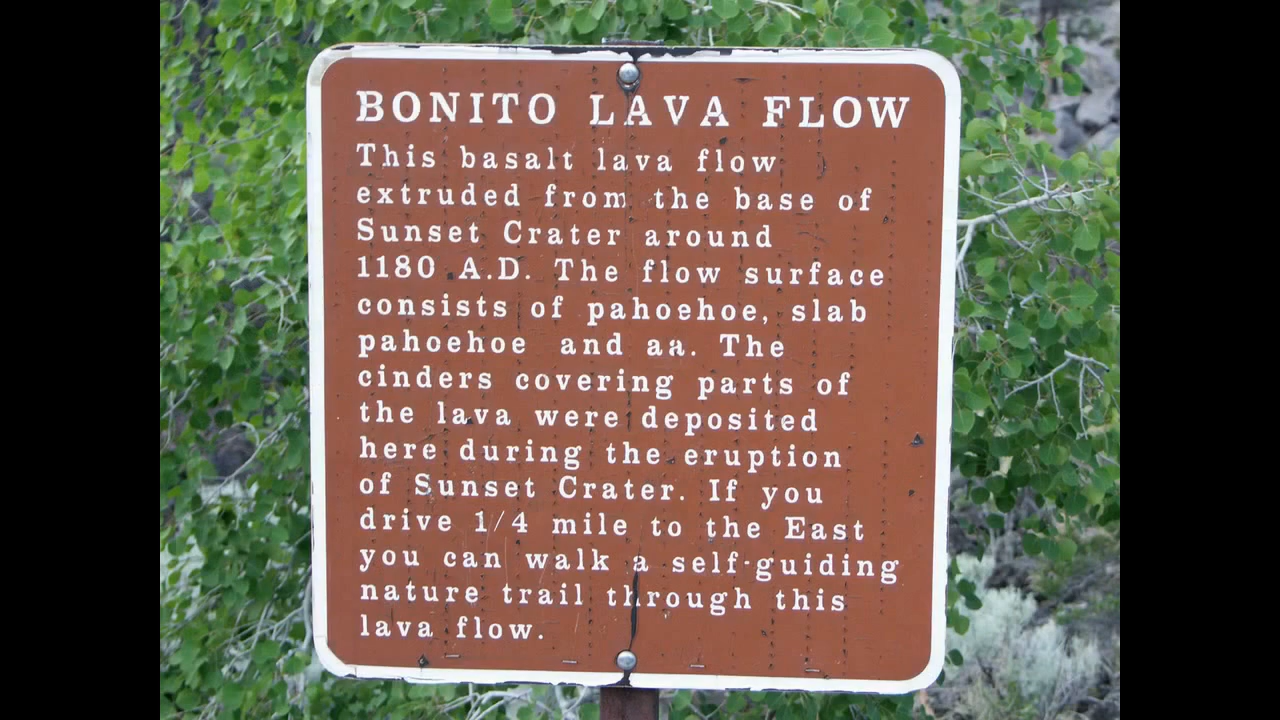 BONITO LAVA FLOW
This basalt lava flow
extruded from the base of
Sunset Crater around
1180 A.D. The flow surface
consists of pahoehoe, slab
pahoehoe and aa. The
cinders covering parts of
the lava were deposited
here during the eruption
of Sunset Crater. If you
drive 1/4 mile to the East
you can walk a self-guiding
nature trail through this
lava flow.